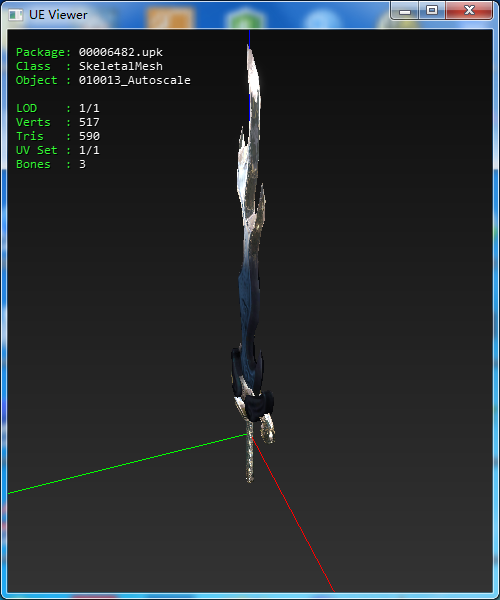 UE Viewer
Package: 00006482.upk
Class : SkeletalMesh
Object : 010013_Autoscale
LOD : 1/1
Verts : 517
Tris : 590
UV Set : 1/1
Bones : 3